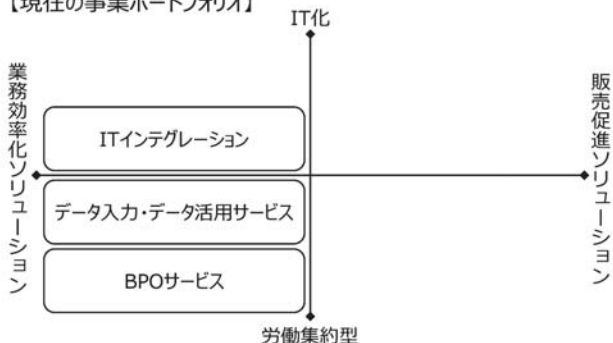 【現在の事業ポートフォリオ】
IT化
業務効率化ソリューション
販売促進ソリューション
ITインテグレーション
データ入力・データ活用サービス
BPOサービス
労働集約型